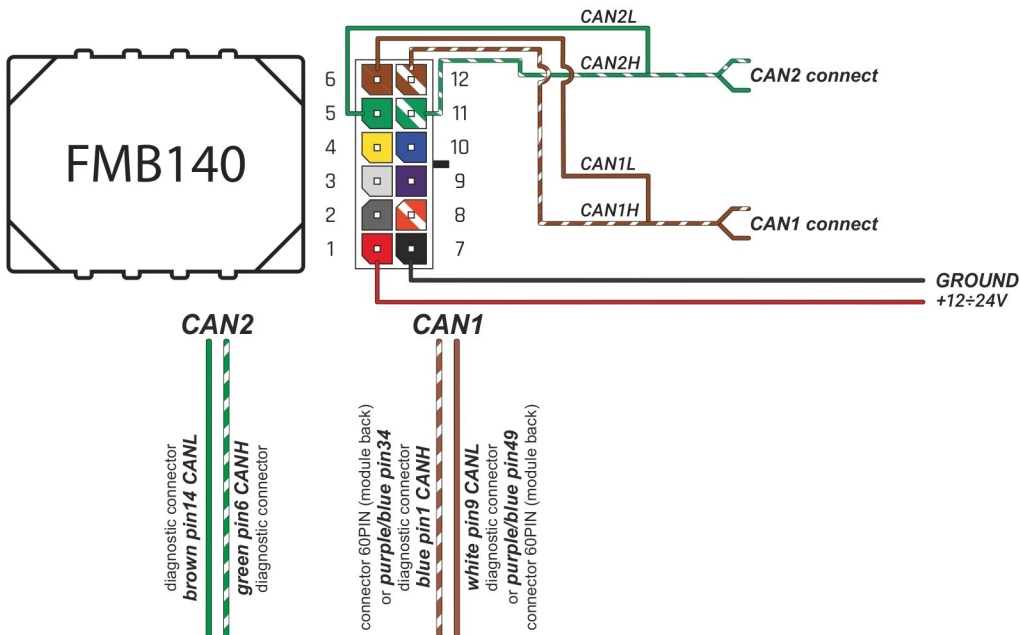 CAN2L
6
12
CAN2H
CAN2 connect
5
11
FMB140
4
10
3
9
CAN1L
2
8
CAN1H
CAN1 connect
1
7
GROUND
+12÷24V
CAN2
CAN1
diagnostic connector
brown pin14 CANL
green pin6 CANH
diagnostic connector
connector 60PIN (module back)
or purple/blue pin34
diagnostic connector
blue pin1 CANH
white pin9 CANL
diagnostic connector
or purple/blue pin49
connector 60PIN (module back)